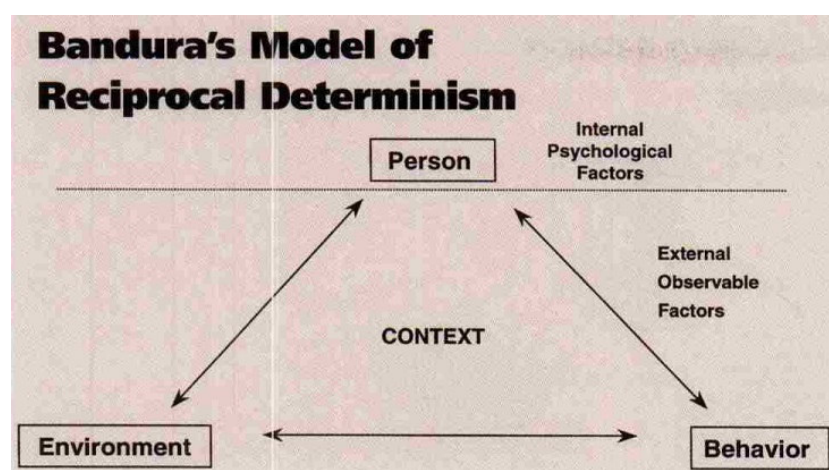 Bandura's Model of
Reciprocal Determinism
Person
Internal
Psychological
Factors
External
Observable
Factors
CONTEXT
Environment
Behavior